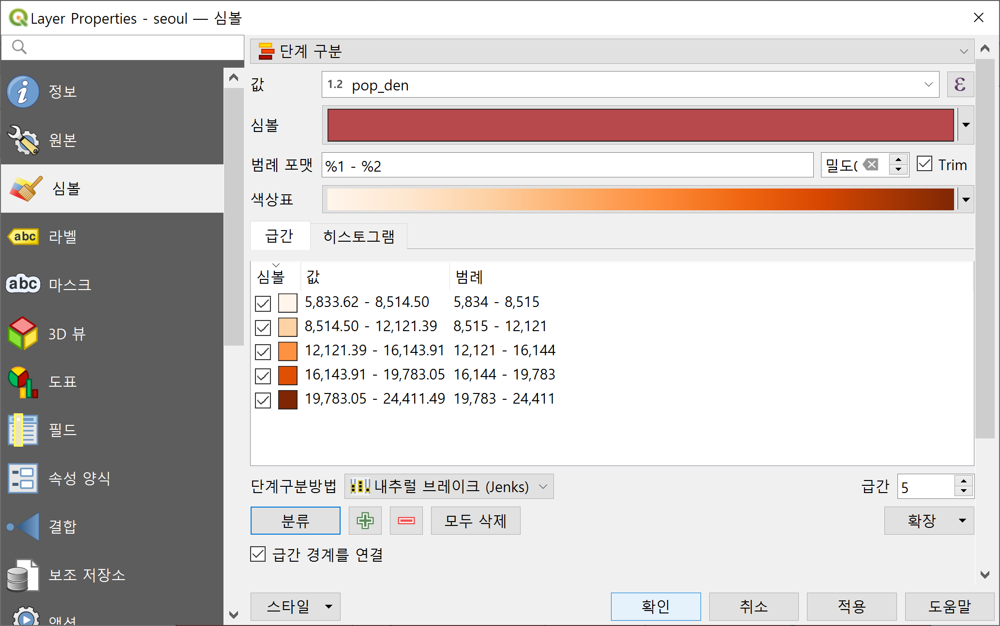 Layer Properties - seoul — 심볼
정보
원본
심볼
abc 라벨
abc 마스크
3D 뷰
도표
필드
속성 양식
결합
보조 저장소
액션
단계 구분
값 1.2 pop_den ε
심볼
범례 포맷 %1 - %2 밀도( Trim
색상표
급간 히스토그램
심볼 값 범례
5,833.62 - 8,514.50 5,834 - 8,515
8,514.50 - 12,121.39 8,515 - 12,121
12,121.39 - 16,143.91 12,121 - 16,144
16,143.91 - 19,783.05 16,144 - 19,783
19,783.05 - 24,411.49 19,783 - 24,411
단계구분방법 내추럴 브레이크 (Jenks) 급간 5
분류 모두 삭제 확장
급간 경계를 연결
스타일 확인 취소 적용 도움말